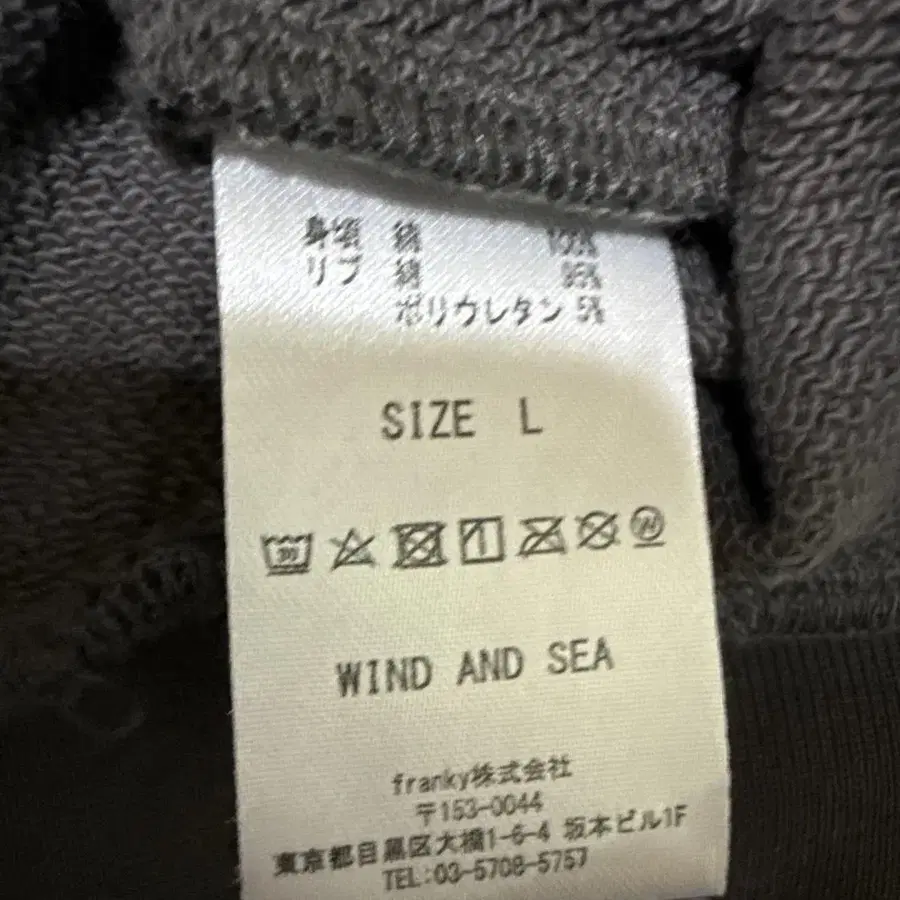 身頃 綿 100%
リブ 綿 95%
ポリウレタン 5%
SIZE L
WIND AND SEA
franky株式会社
〒153-0044
東京都目黒区大橋1-6-4 坂本ビル1F
TEL:03-5708-5757